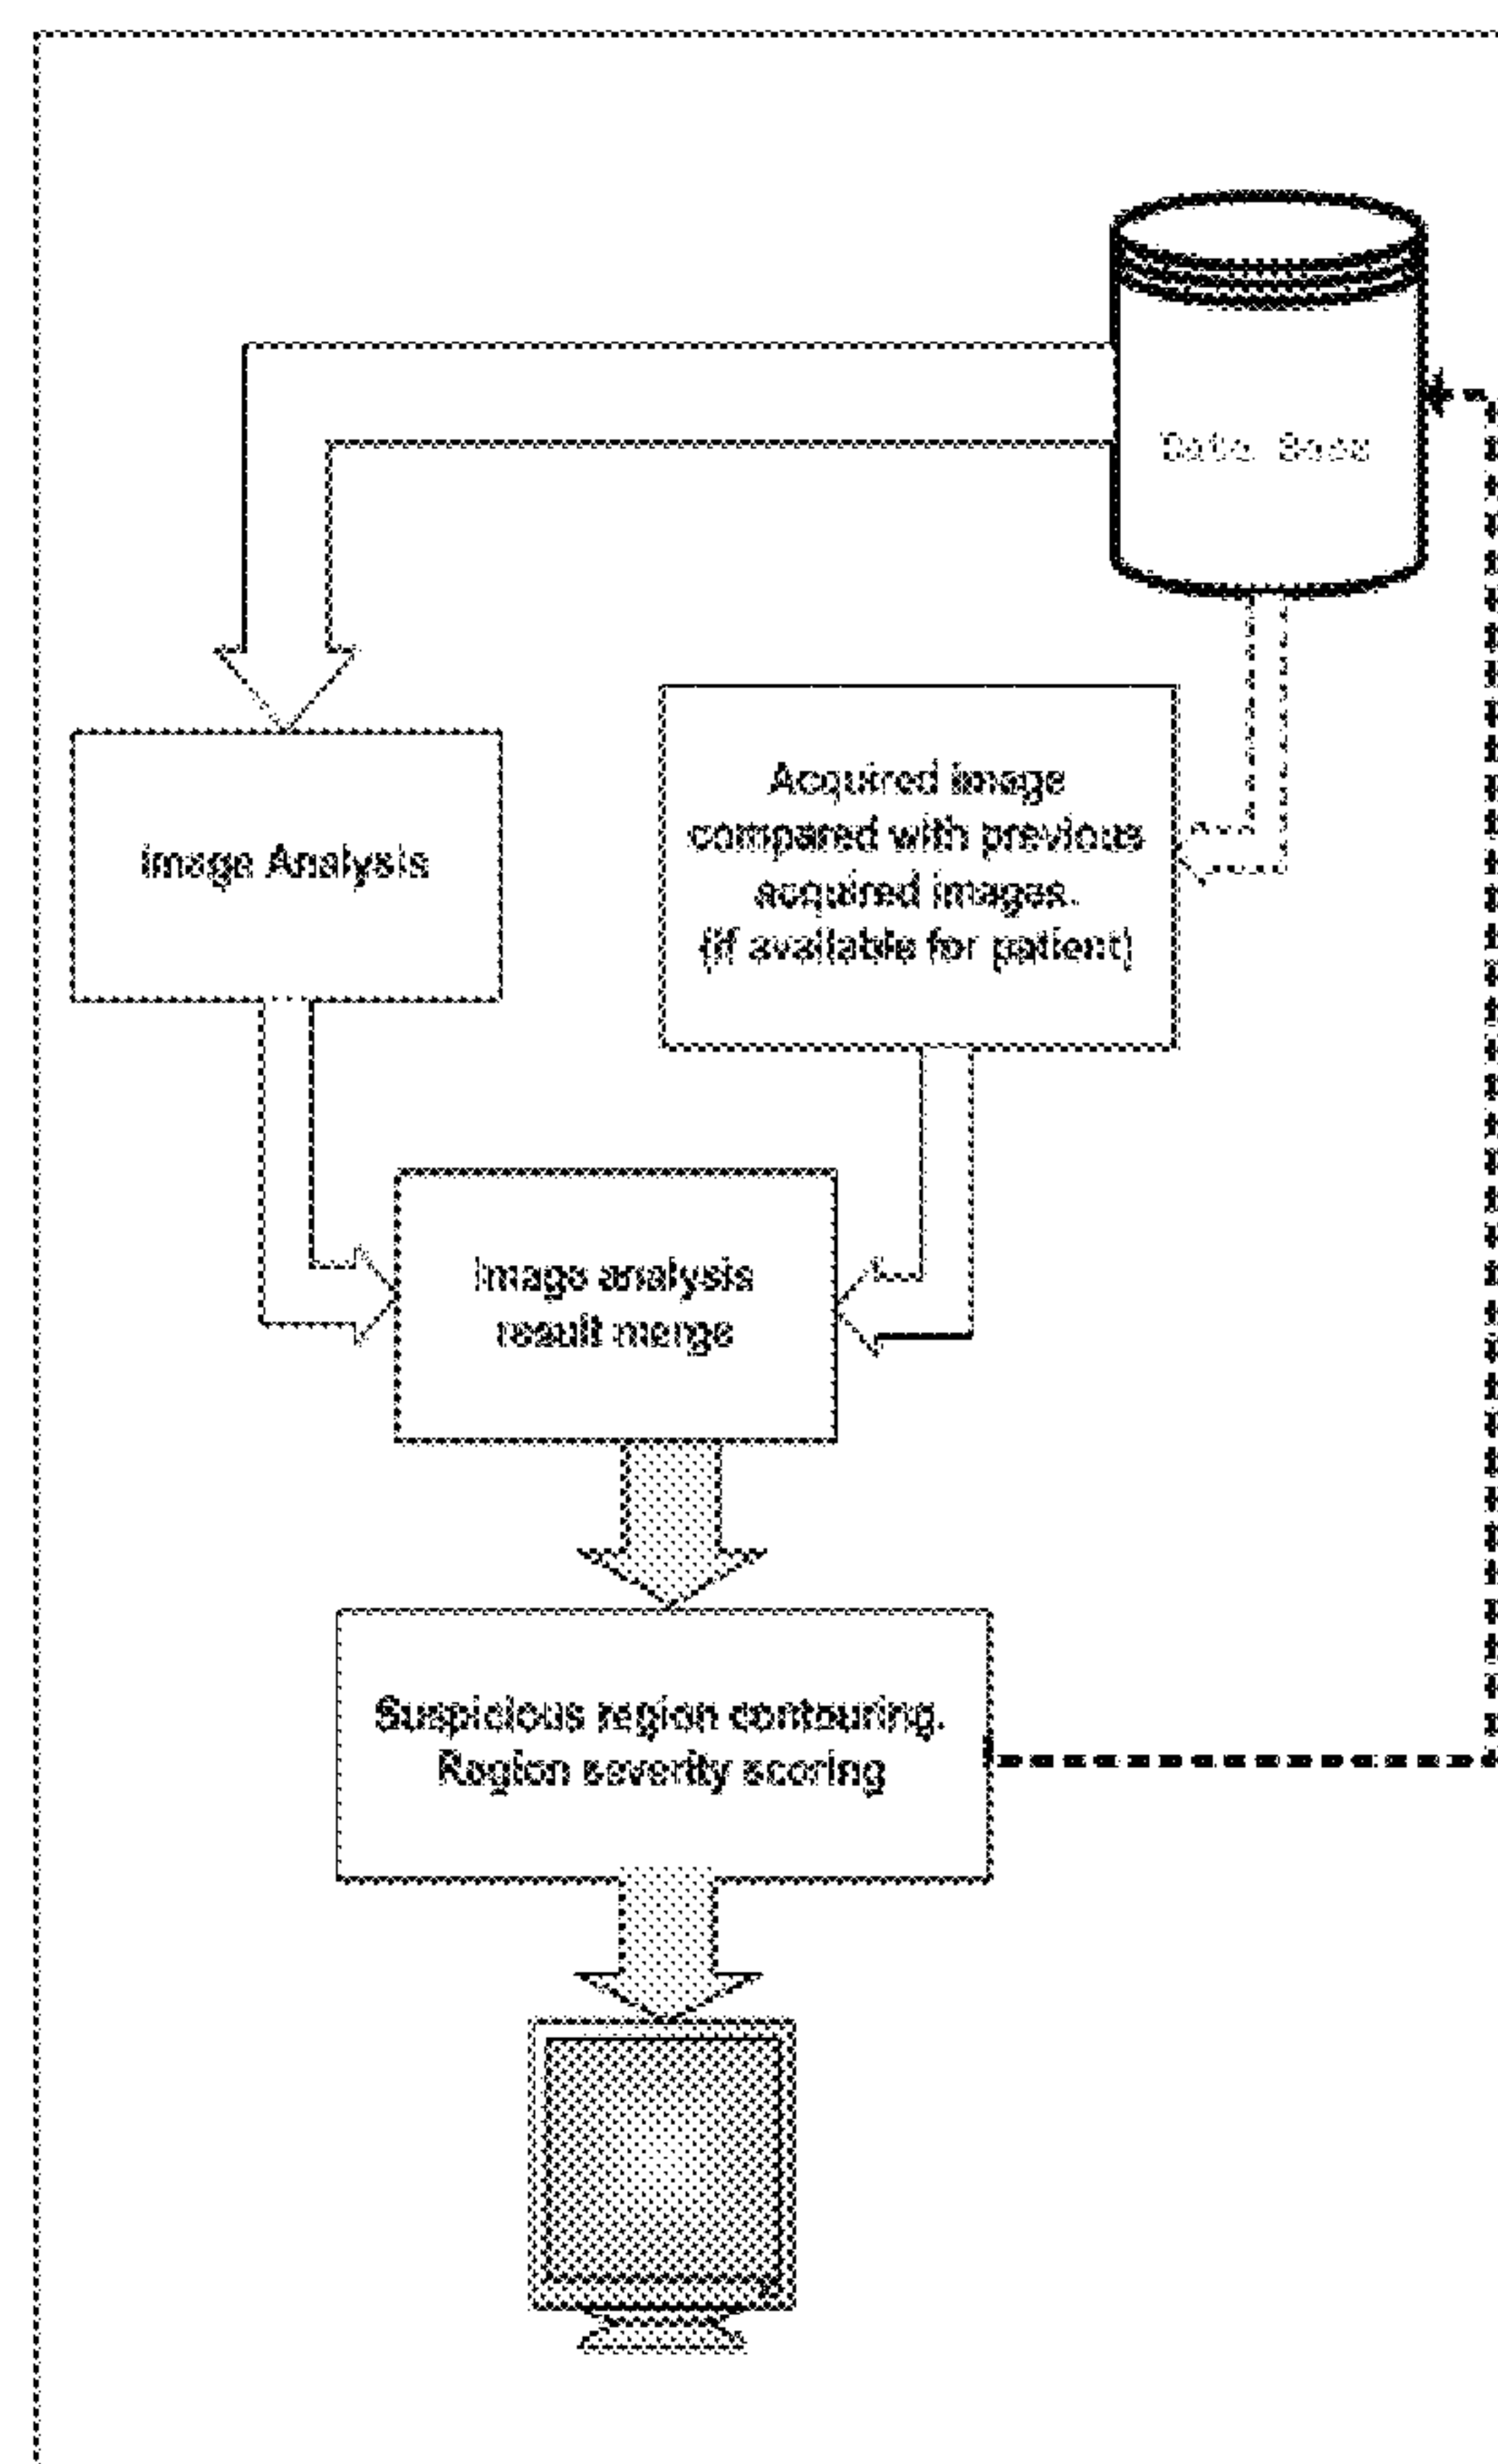 Data Base
Acquired image
compared with previous
acquired images.
(if available for patient)
Image Analysis
Image analysis
result merge
Suspicious region contouring.
Region severity scoring